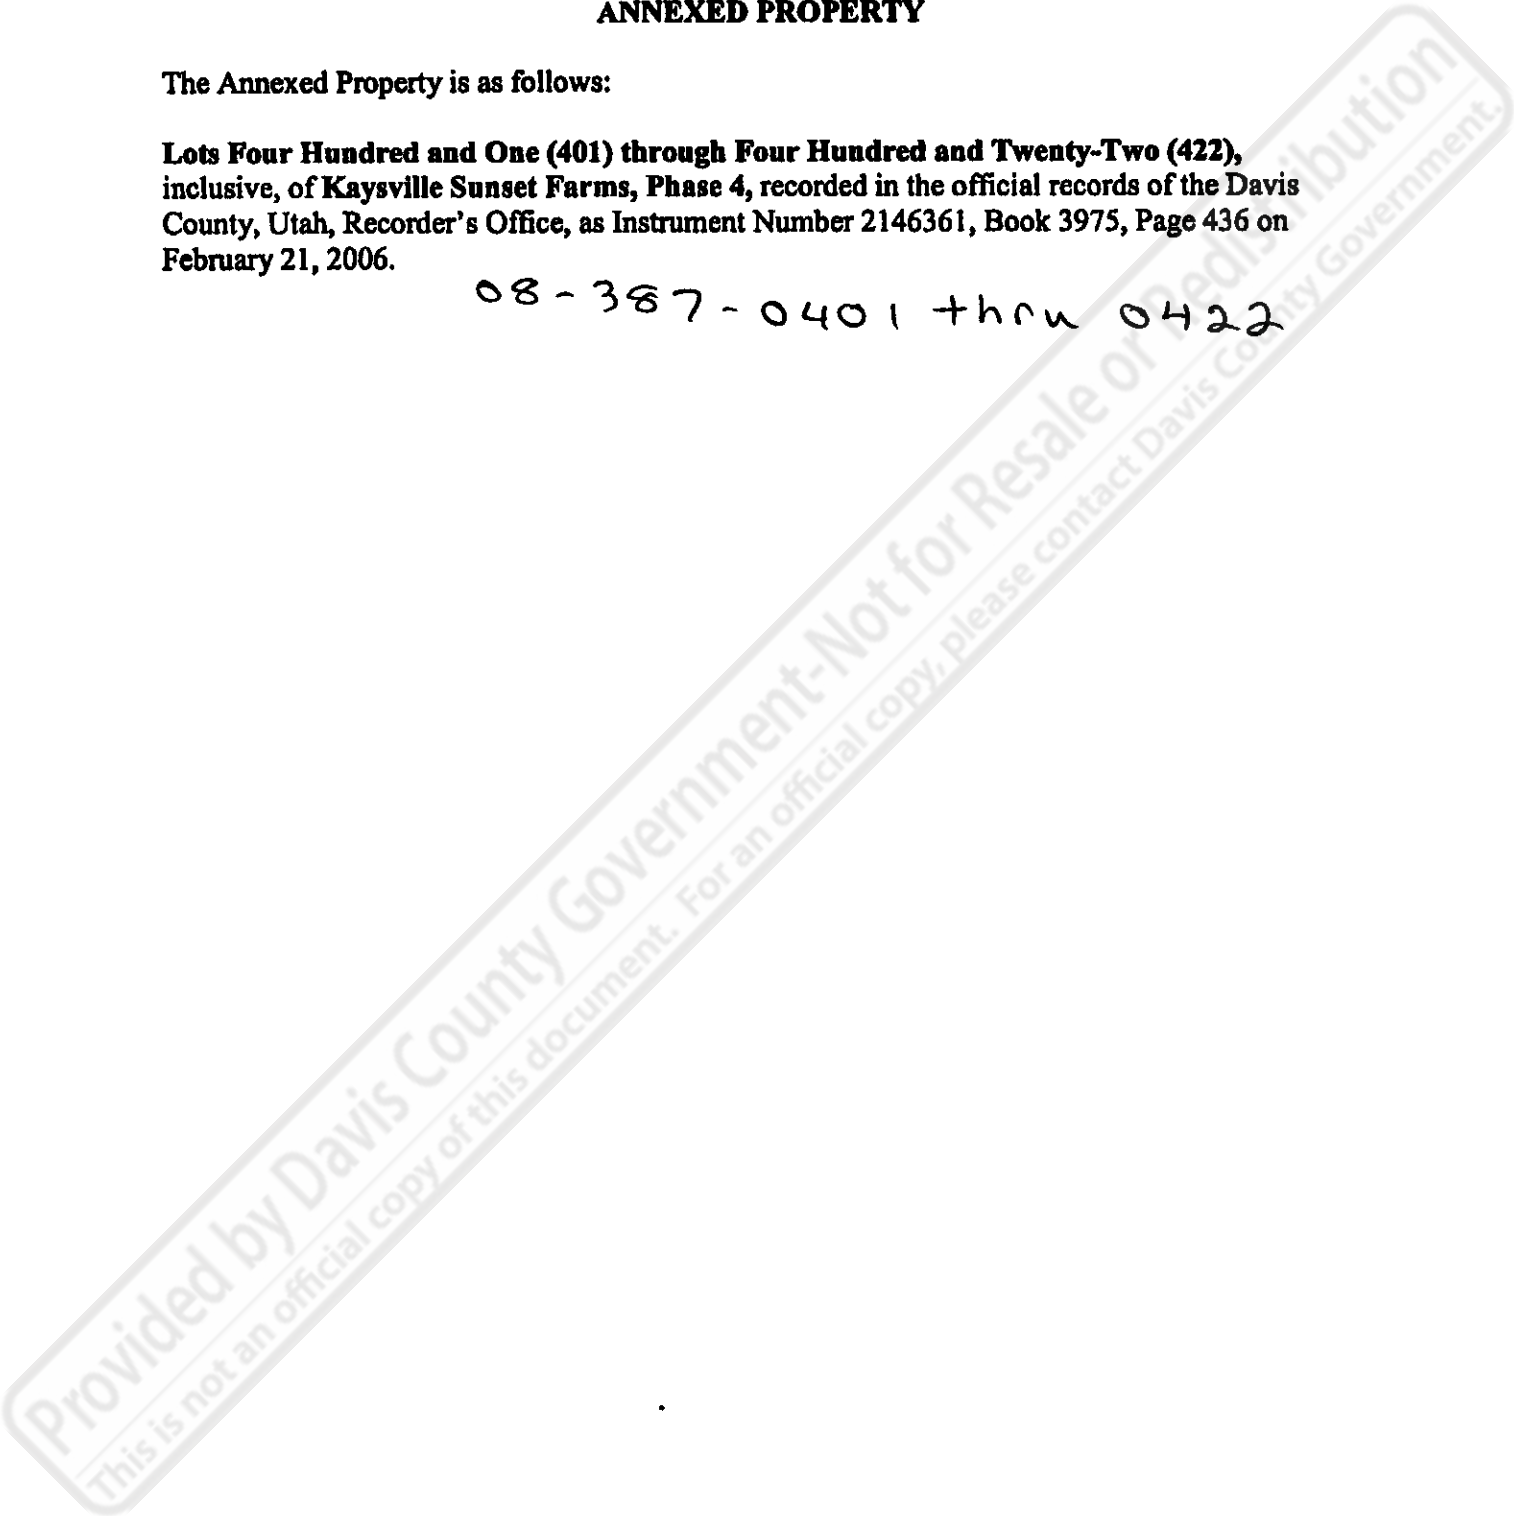 ANNEXED PROPERTY
The Annexed Property is as follows:
Lots Four Hundred and One (401) through Four Hundred and Twenty-Two (422),
inclusive, of Kaysville Sunset Farms, Phase 4, recorded in the official records of the Davis
County, Utah, Recorder's Office, as Instrument Number 2146361, Book 3975, Page 436 on
February 21, 2006.
08-387-0401 thru 0422
Provided by Davis County Government-Not for Resale or Redistribution
This is not an official copy of this document. For an official copy, please contact Davis County Government.